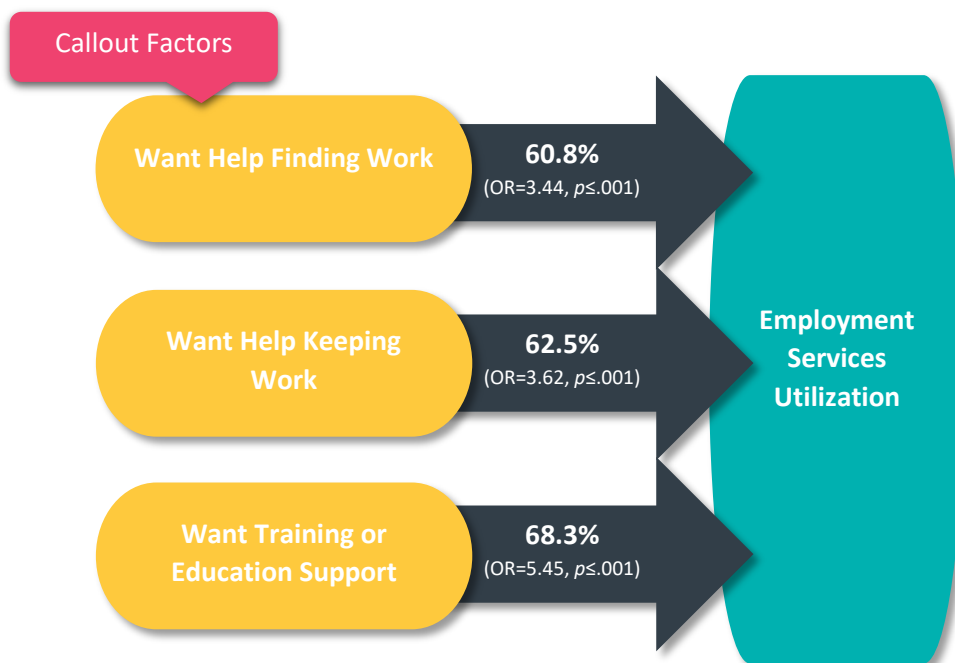 Callout Factors
Want Help Finding Work
60.8%
(OR=3.44, p≤.001)
Want Help Keeping
Work
62.5%
(OR=3.62, p≤.001)
Employment
Services
Utilization
Want Training or
Education Support
68.3%
(OR=5.45, p≤.001)